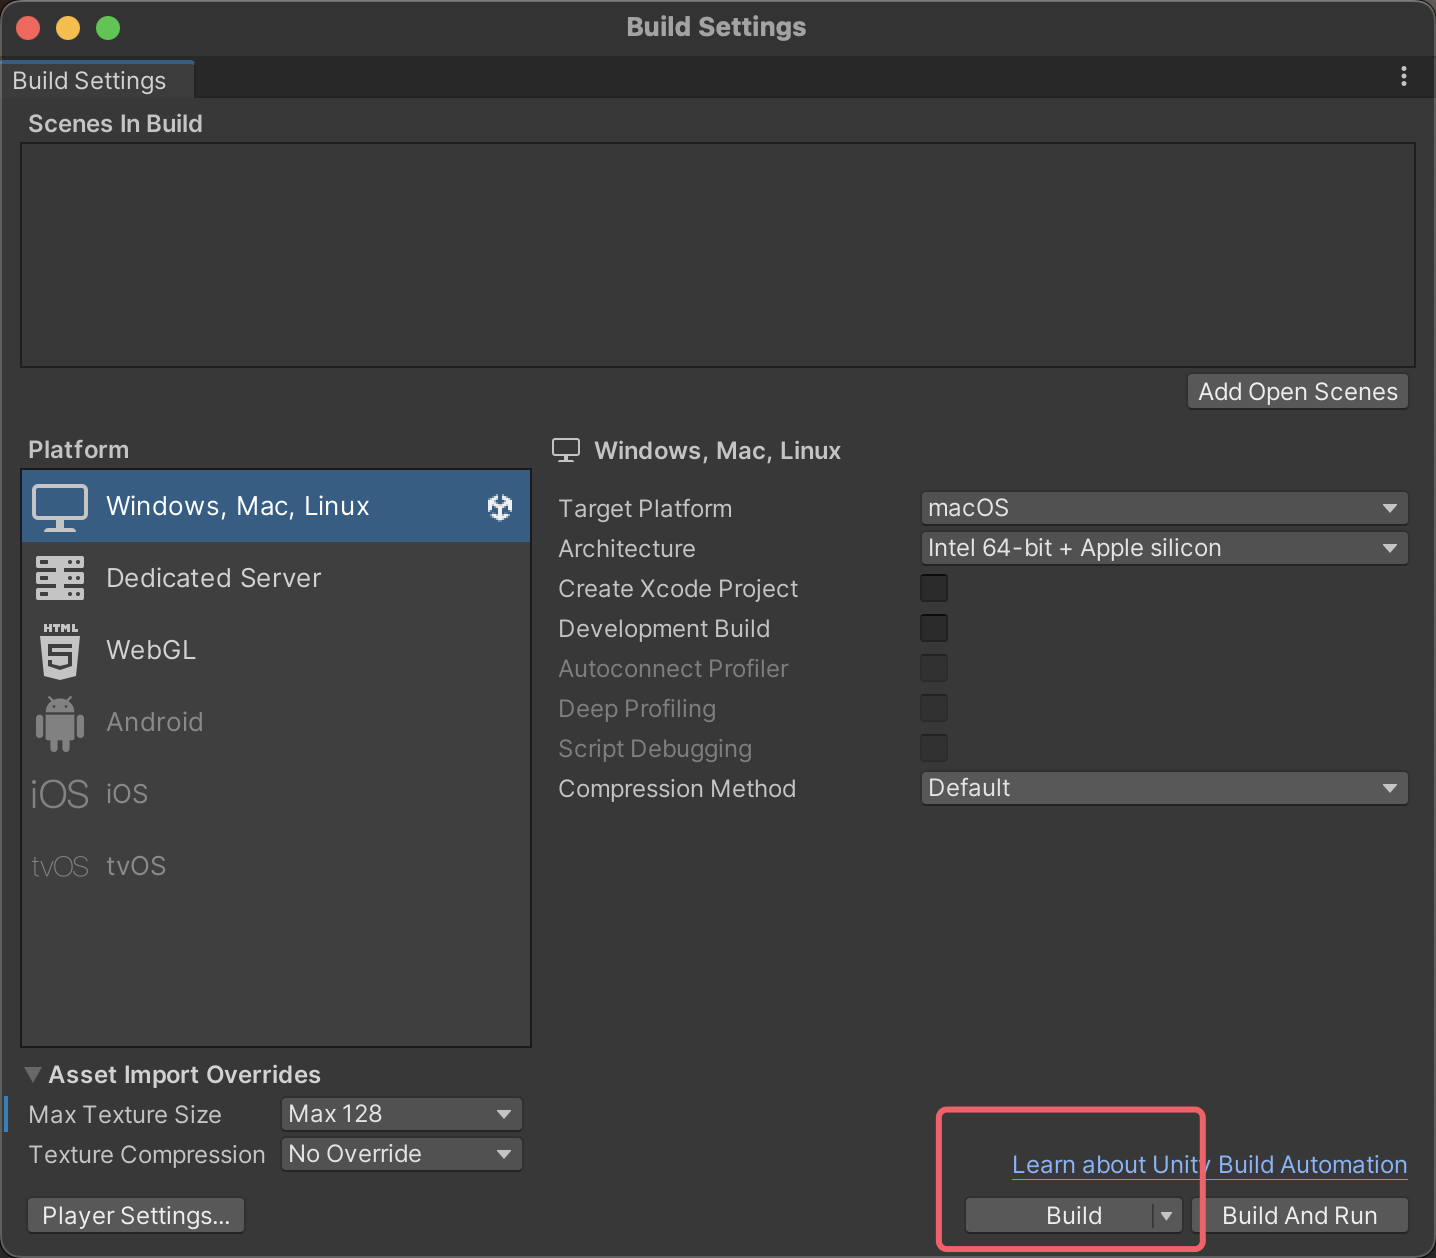 Build Settings
Build Settings
Scenes In Build
Add Open Scenes
Platform
Windows, Mac, Linux
Dedicated Server
HTML
5
WebGL
Android
iOS iOS
tvOS tvOS
Windows, Mac, Linux
Target Platform macOS
Architecture Intel 64-bit + Apple silicon
Create Xcode Project
Development Build
Autoconnect Profiler
Deep Profiling
Script Debugging
Compression Method Default
Asset Import Overrides
Max Texture Size Max 128
Texture Compression No Override
Learn about Unity Build Automation
Player Settings... Build Build And Run